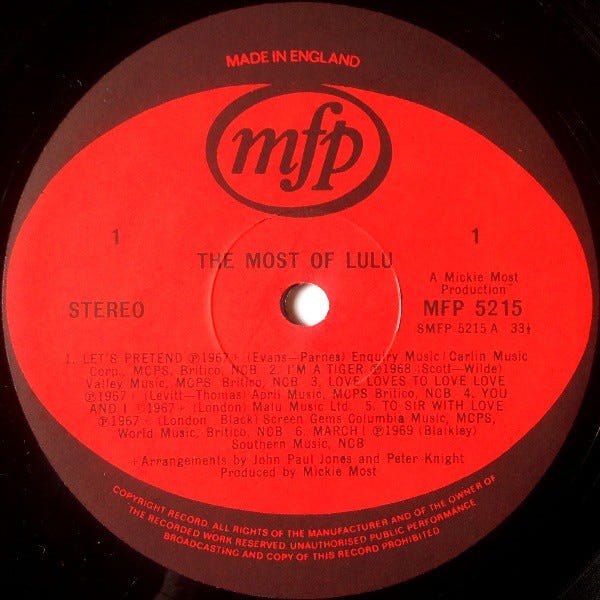 MADE IN ENGLAND
mfp
1 1
THE MOST OF LULU
A Mickie Most
Production
STEREO MFP 5215
SMFP 5215 A 33⅓
1. LET'S PRETEND ℗1967+ (Evans—Parnes) Enquiry Music/Carlin Music
Corp., MCPS, Britico, NCB 2. I'M A TIGER ℗1968 (Scott—Wilde)
Valley Music, MCPS Britico, NCB 3. LOVE LOVES TO LOVE LOVE
℗1967+ (Levitt—Thomas) April Music, MCPS, Britico, NCB 4. YOU
AND I ℗1967+ (London) Malu Music Ltd. 5. TO SIR WITH LOVE
℗1967+ (London Black) Screen Gems Columbia Music, MCPS,
World Music, Britico, NCB 6. MARCH! ℗1969 (Blaikley)
Southern Music, NCB
+Arrangements by John Paul Jones and Peter Knight
Produced by Mickie Most
COPYRIGHT RECORD. ALL RIGHTS OF THE MANUFACTURER AND OF THE OWNER OF
THE RECORDED WORK RESERVED. UNAUTHORISED PUBLIC PERFORMANCE
BROADCASTING AND COPY OF THIS RECORD PROHIBITED